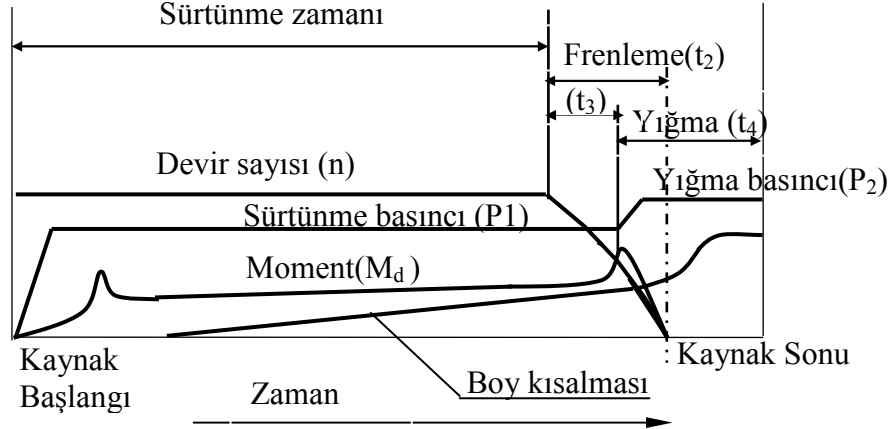 Sürtünme zamanı
Frenleme(t2)
(t3)
Yığma (t4)
Devir sayısı (n)
Yığma basıncı(P2)
Sürtünme basıncı (P1)
Moment(Md )
Kaynak
Başlangı
Kaynak Sonu
Boy kısalması
Zaman